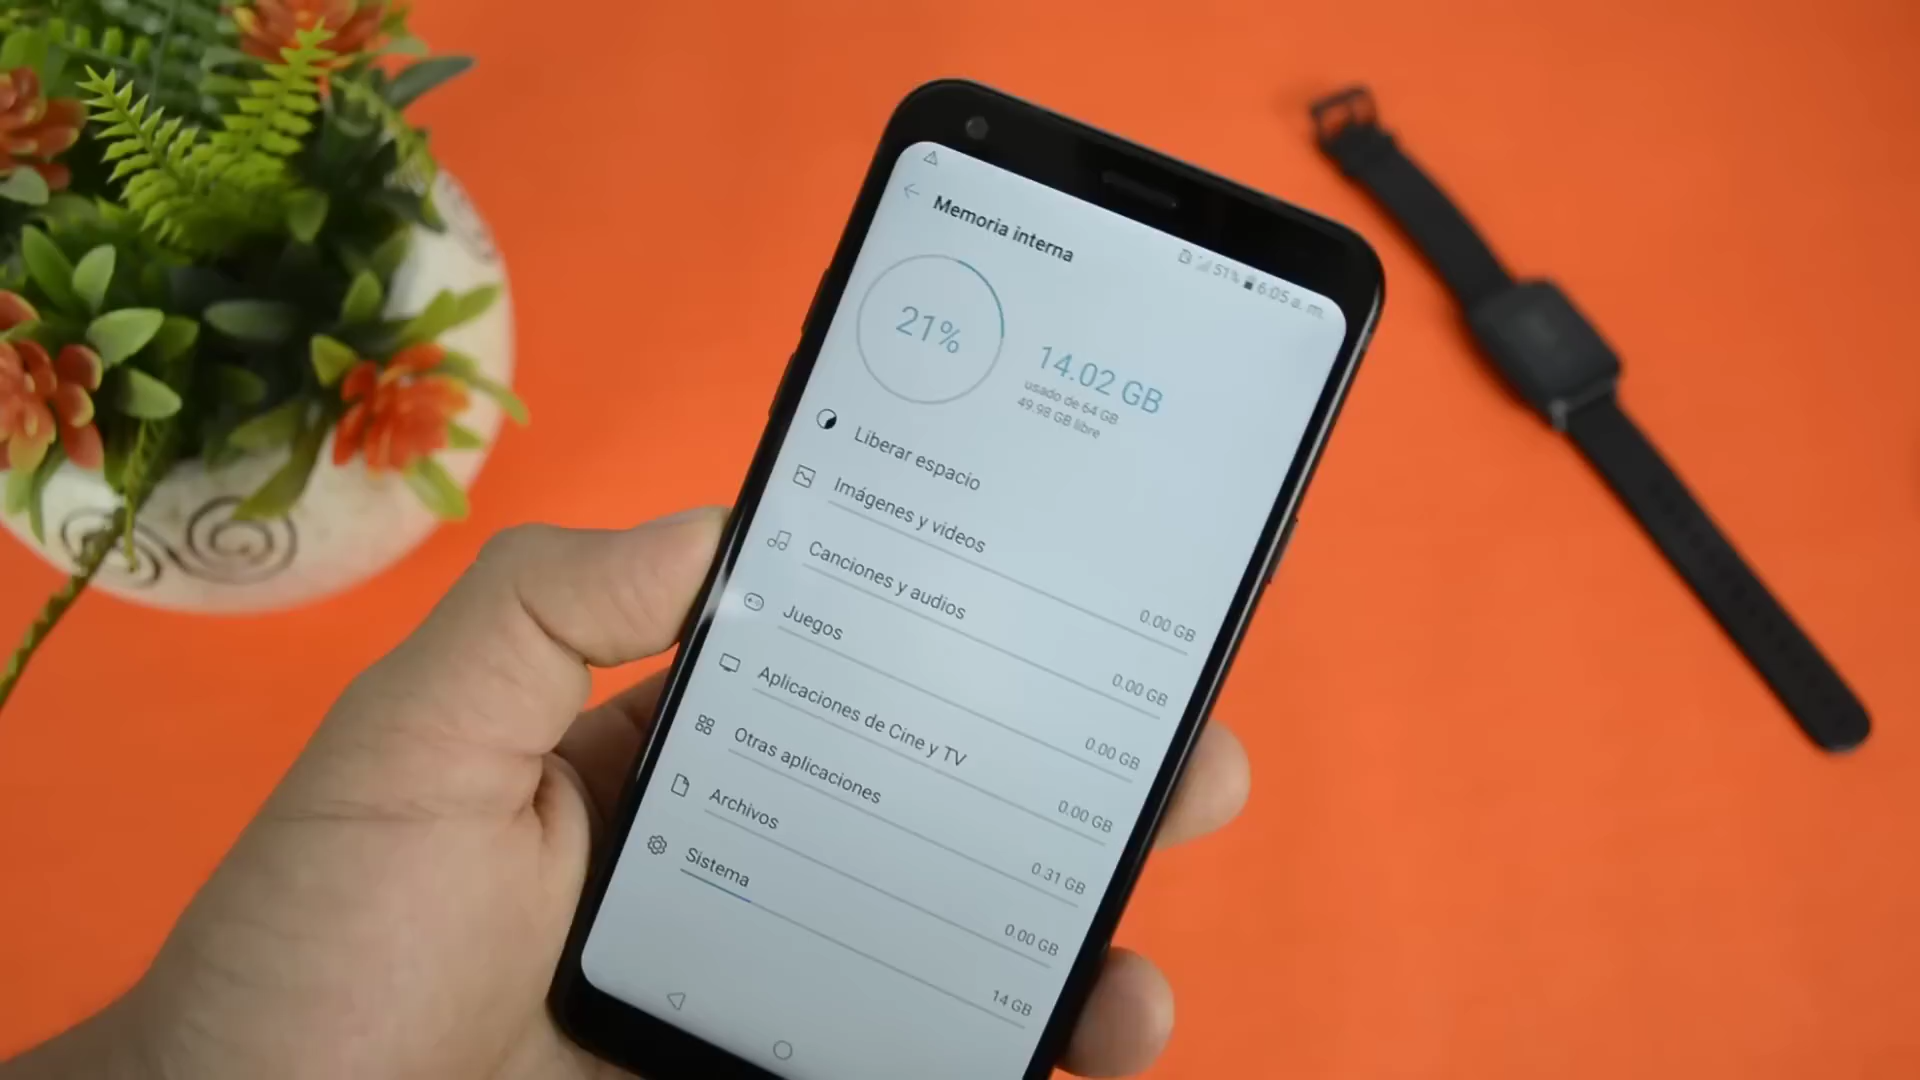 51% 6:05 a. m.
Memoria interna
21%
14.02 GB
usado de 64 GB
49.98 GB libre
Liberar espacio
Imágenes y videos
0.00 GB
Canciones y audios
0.00 GB
Juegos
0.00 GB
Aplicaciones de Cine y TV
0.00 GB
Otras aplicaciones
0.31 GB
Archivos
0.00 GB
Sistema
14 GB